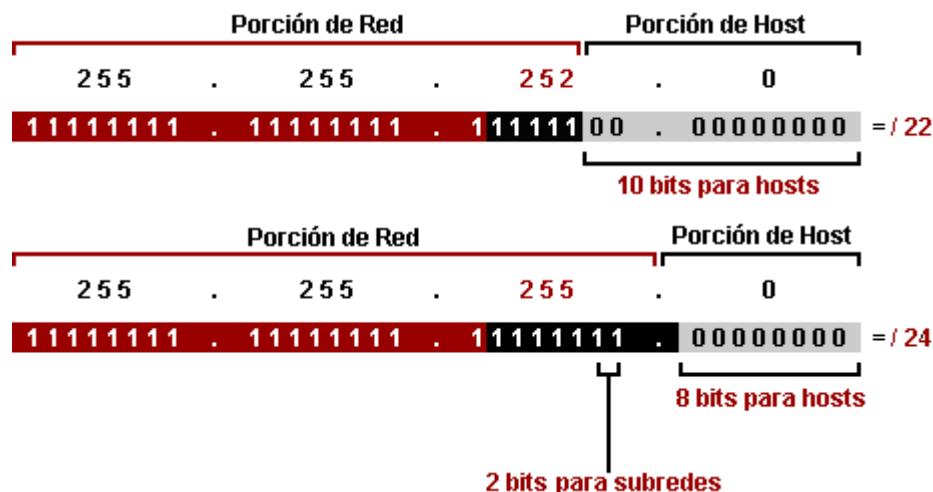 Porción de Red Porción de Host
255 . 255 . 252 . 0
11111111 . 11111111 . 11111100 . 00000000 =/ 22
10 bits para hosts
Porción de Red Porción de Host
255 . 255 . 255 . 0
11111111 . 11111111 . 11111111 . 00000000 =/ 24
8 bits para hosts
2 bits para subredes